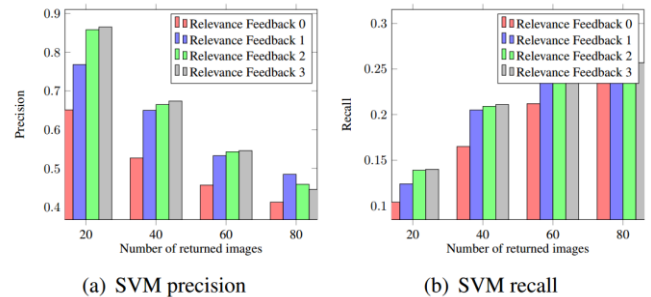 0.9
0.8
0.7
0.6
0.5
0.4
Precision
20
40
60
80
Number of returned images
Relevance Feedback 0
Relevance Feedback 1
Relevance Feedback 2
Relevance Feedback 3
(a) SVM precision
0.3
0.25
0.2
0.15
0.1
Recall
20
40
60
80
Number of returned images
Relevance Feedback 0
Relevance Feedback 1
Relevance Feedback 2
Relevance Feedback 3
(b) SVM recall